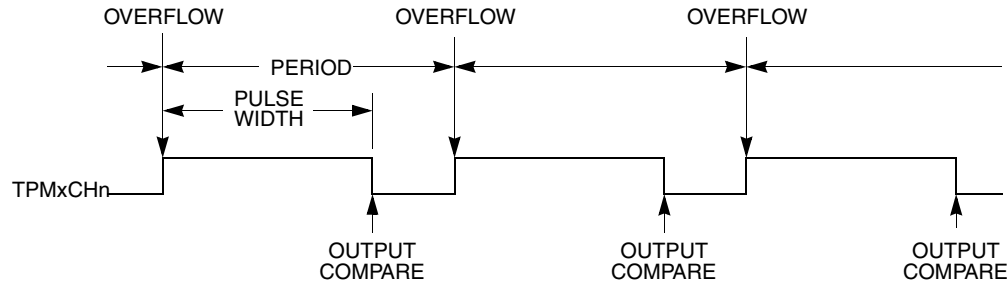 OVERFLOW OVERFLOW OVERFLOW
PERIOD
PULSE
WIDTH
TPMxCHn
OUTPUT
COMPARE
OUTPUT
COMPARE
OUTPUT
COMPARE